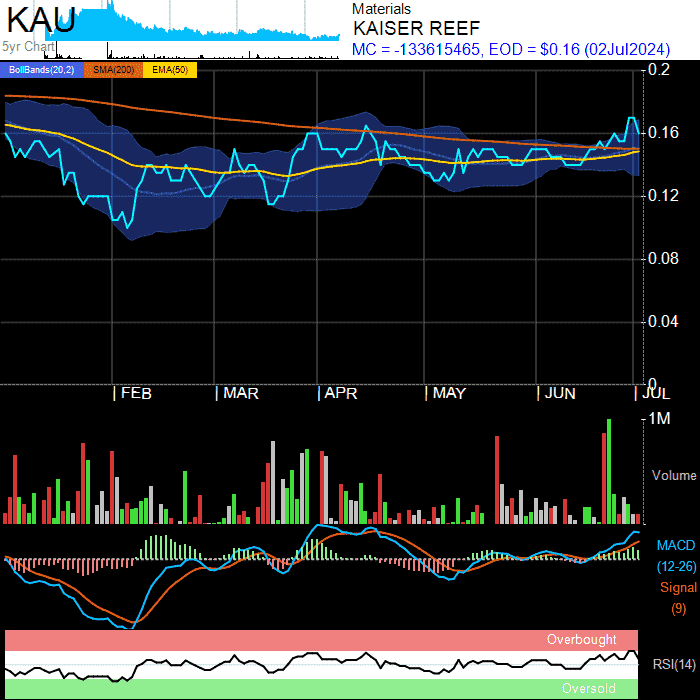 KAU
5yr Chart
Materials
KAISER REEF
MC = -133615465, EOD = $0.16 (02Jul2024)
BollBands(20,2) SMA(200) EMA(50)
0.2
0.16
0.12
0.08
0.04
0
FEB MAR APR MAY JUN JUL
1M
Volume
MACD
(12-26)
Signal
(9)
Overbought
RSI(14)
Oversold